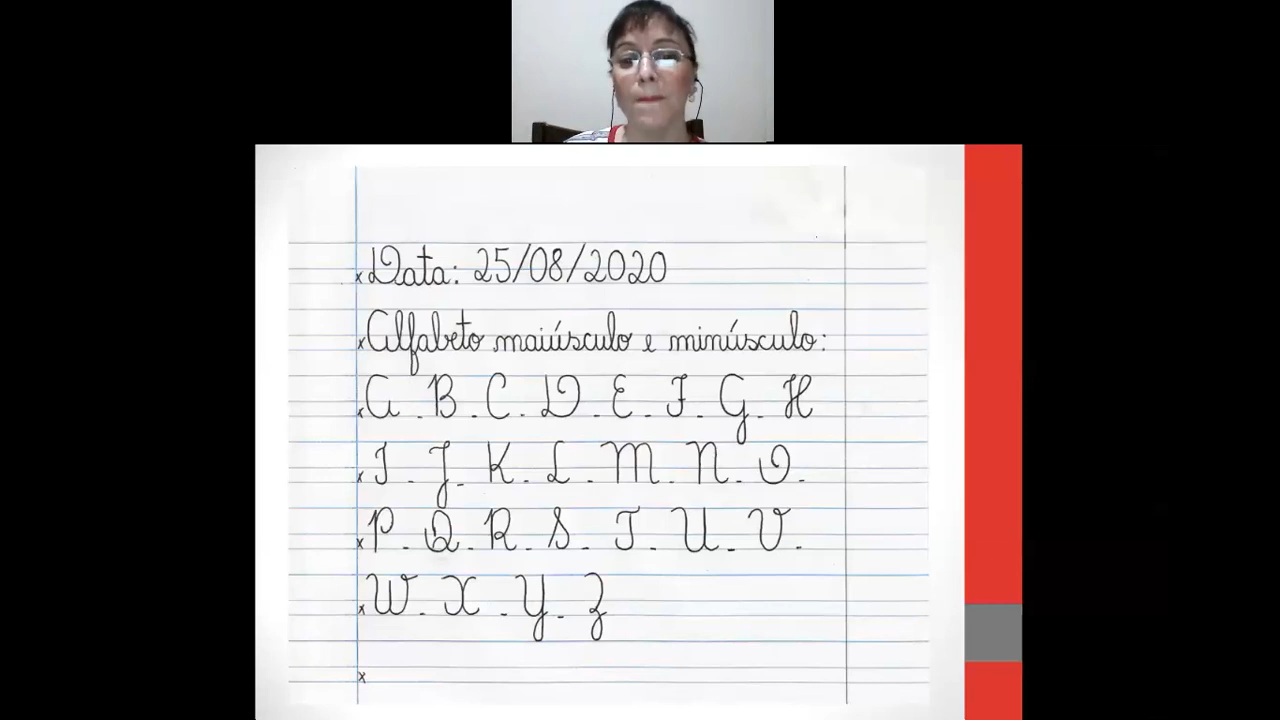 x Data: 25/08/2020
x Alfabeto maiúsculo e minúsculo:
x A - B - C - D - E - F - G - H
x I - J - K - L - M - N - O -
x P - Q - R - S - T - U - V -
x W - X - Y - Z
x